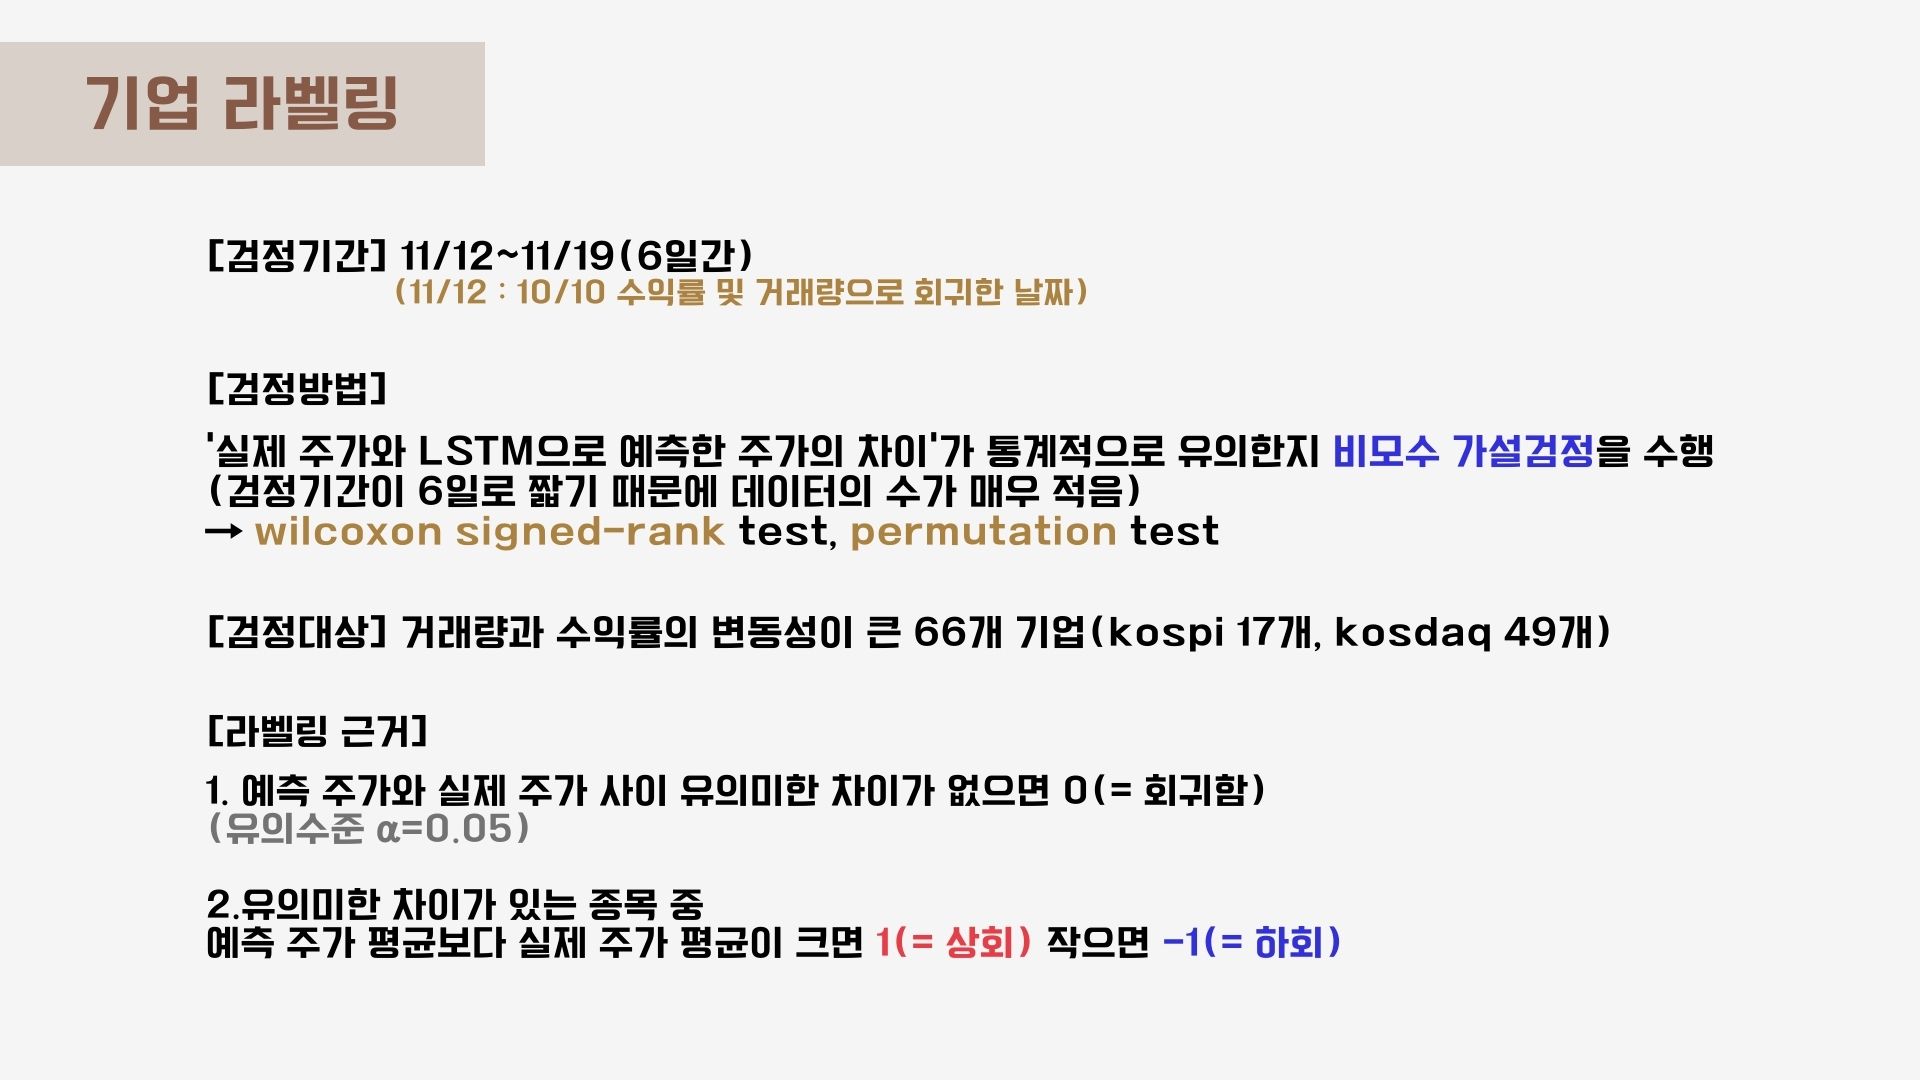 기업 라벨링
[검정기간] 11/12~11/19(6일간)
(11/12 : 10/10 수익률 및 거래량으로 회귀한 날짜)
[검정방법]
'실제 주가와 LSTM으로 예측한 주가의 차이'가 통계적으로 유의한지 비모수 가설검정을 수행
(검정기간이 6일로 짧기 때문에 데이터의 수가 매우 적음)
→ wilcoxon signed-rank test, permutation test
[검정대상] 거래량과 수익률의 변동성이 큰 66개 기업(kospi 17개, kosdaq 49개)
[라벨링 근거]
1. 예측 주가와 실제 주가 사이 유의미한 차이가 없으면 0(= 회귀함)
(유의수준 α=0.05)
2.유의미한 차이가 있는 종목 중
예측 주가 평균보다 실제 주가 평균이 크면 1(= 상회) 작으면 -1(= 하회)